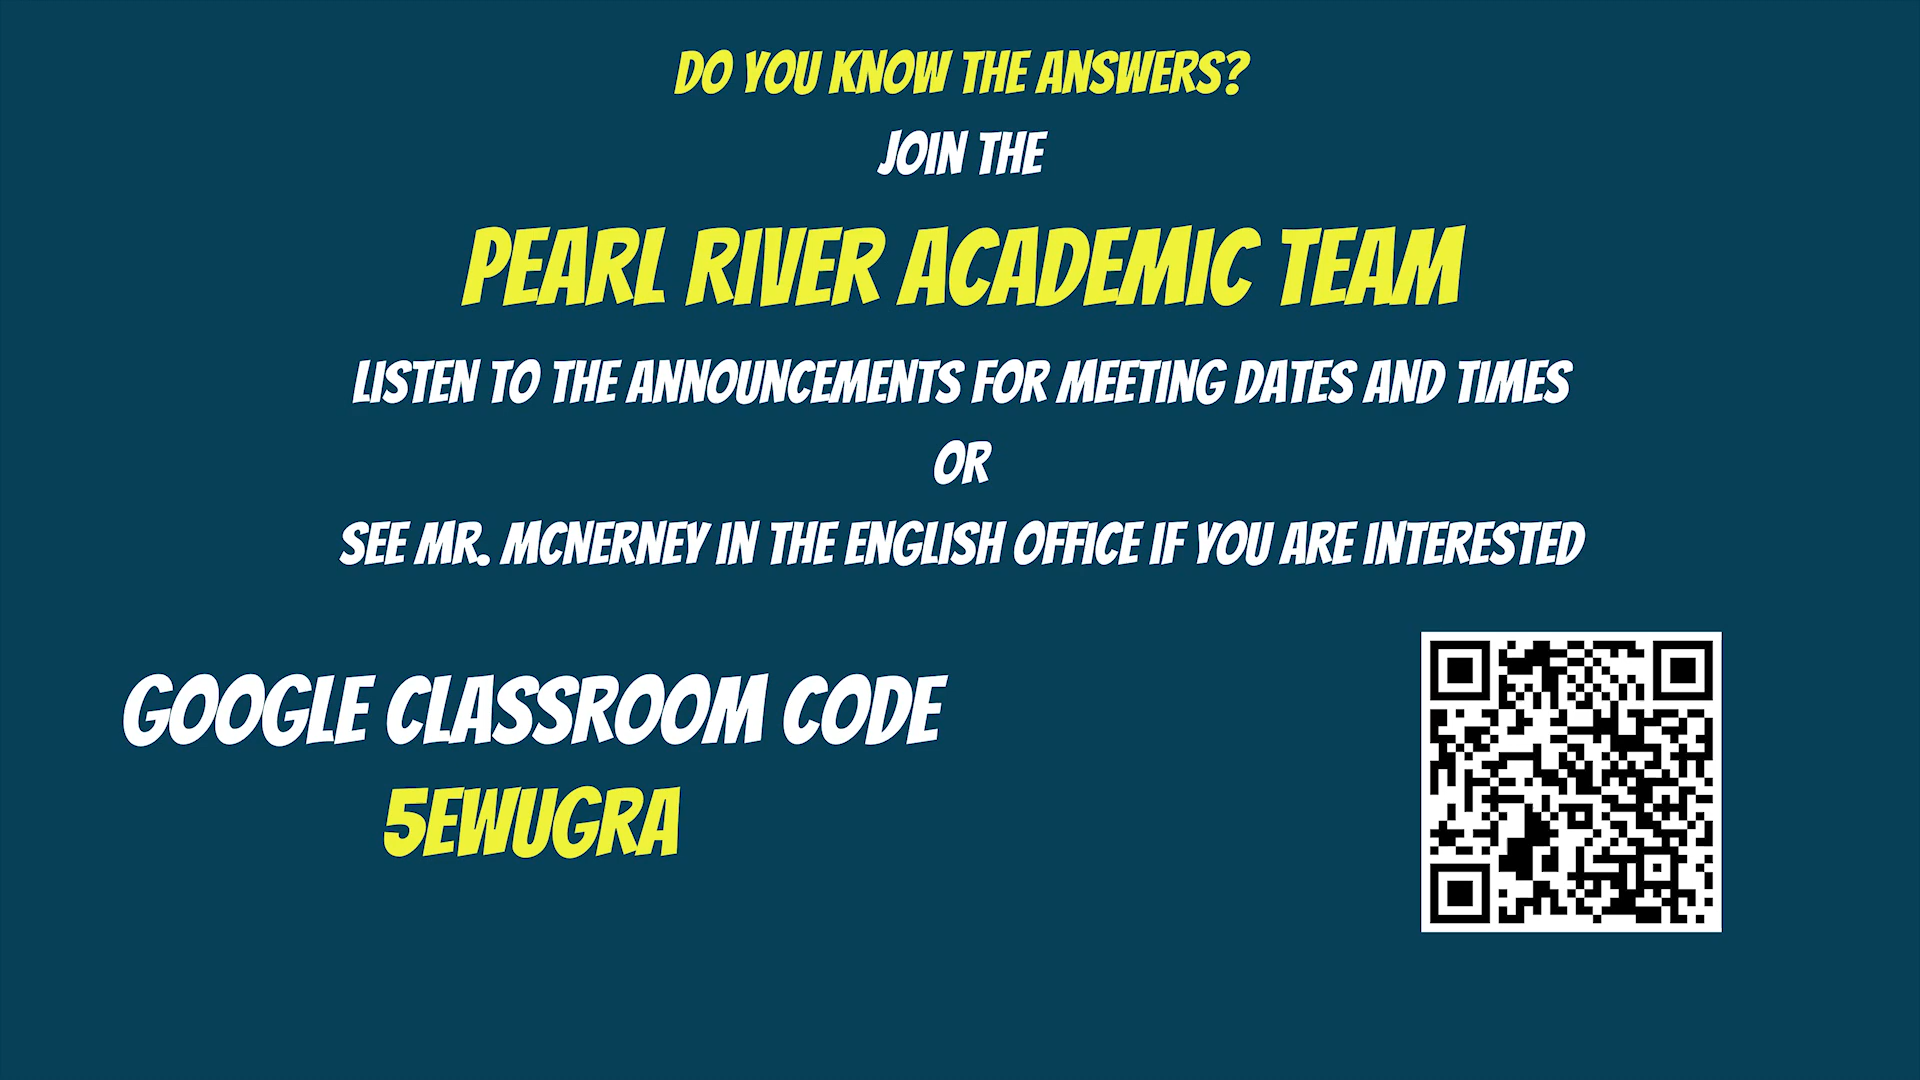 DO YOU KNOW THE ANSWERS?
JOIN THE
PEARL RIVER ACADEMIC TEAM
LISTEN TO THE ANNOUNCEMENTS FOR MEETING DATES AND TIMES
OR
SEE MR. MCNERNEY IN THE ENGLISH OFFICE IF YOU ARE INTERESTED
GOOGLE CLASSROOM CODE
5EWUGRA